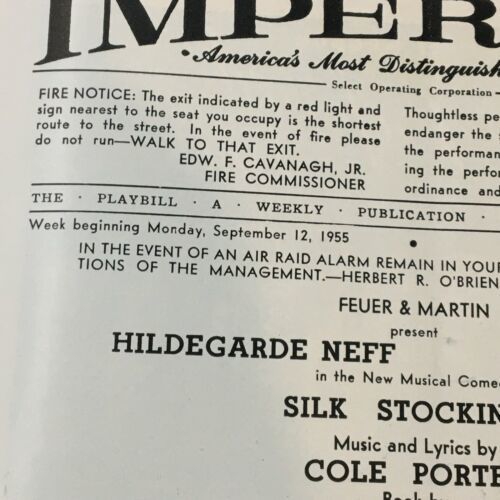 IMPER
• America's Most Distinguish
Select Operating Corporation—
FIRE NOTICE: The exit indicated by a red light and
sign nearest to the seat you occupy is the shortest
route to the street. In the event of fire please
do not run—WALK TO THAT EXIT.
EDW. F. CAVANAGH, JR.
FIRE COMMISSIONER
Thoughtless pe
endanger the
the performan
ing the perfor
ordinance and
THE · PLAYBILL · A · WEEKLY · PUBLICATION ·
Week beginning Monday, September 12, 1955
IN THE EVENT OF AN AIR RAID ALARM REMAIN IN YOUR
TIONS OF THE MANAGEMENT.—HERBERT R. O'BRIEN
FEUER & MARTIN
present
HILDEGARDE NEFF
in the New Musical Come
SILK STOCKIN
Music and Lyrics by
COLE PORTE
Book by